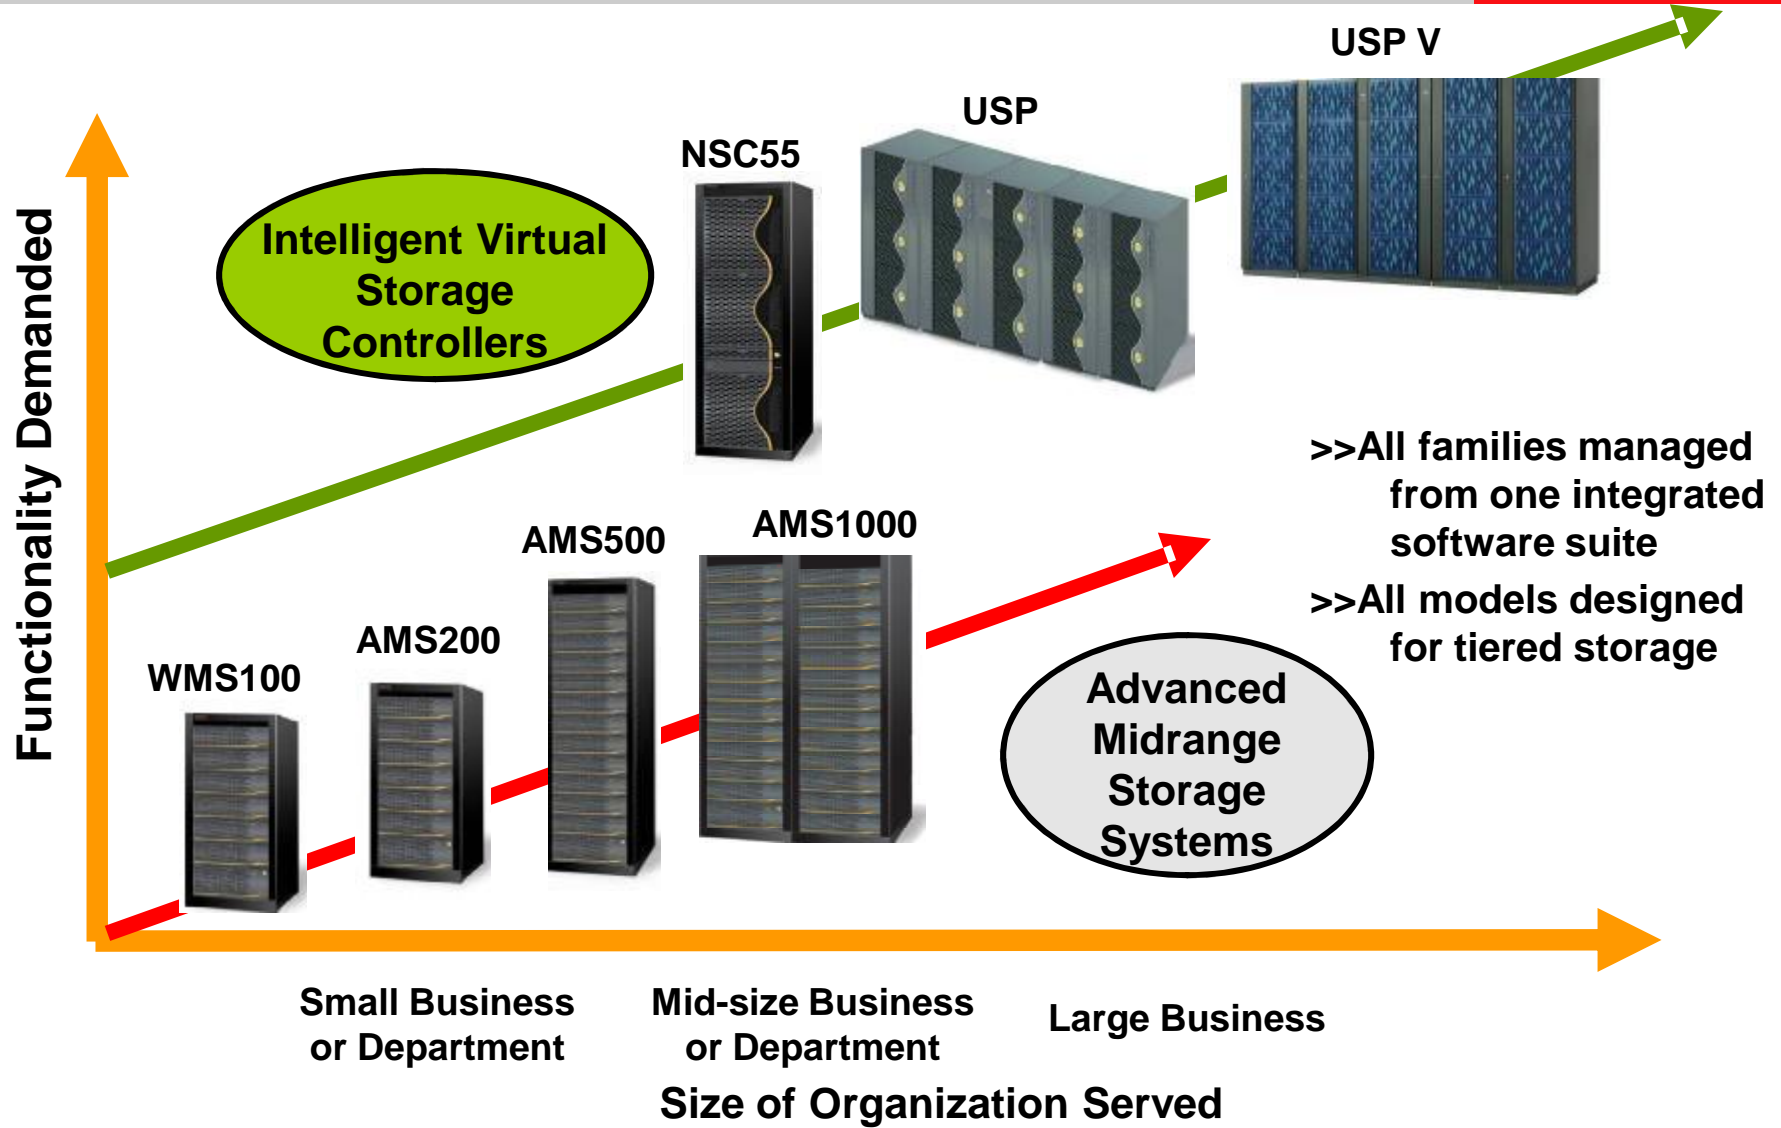 USP V
USP
NSC55
Intelligent Virtual
Storage
Controllers
Functionality Demanded
>>All families managed
from one integrated
software suite
>>All models designed
for tiered storage
AMS1000
AMS500
AMS200
WMS100
Advanced
Midrange
Storage
Systems
Small Business
or Department
Mid-size Business
or Department
Large Business
Size of Organization Served